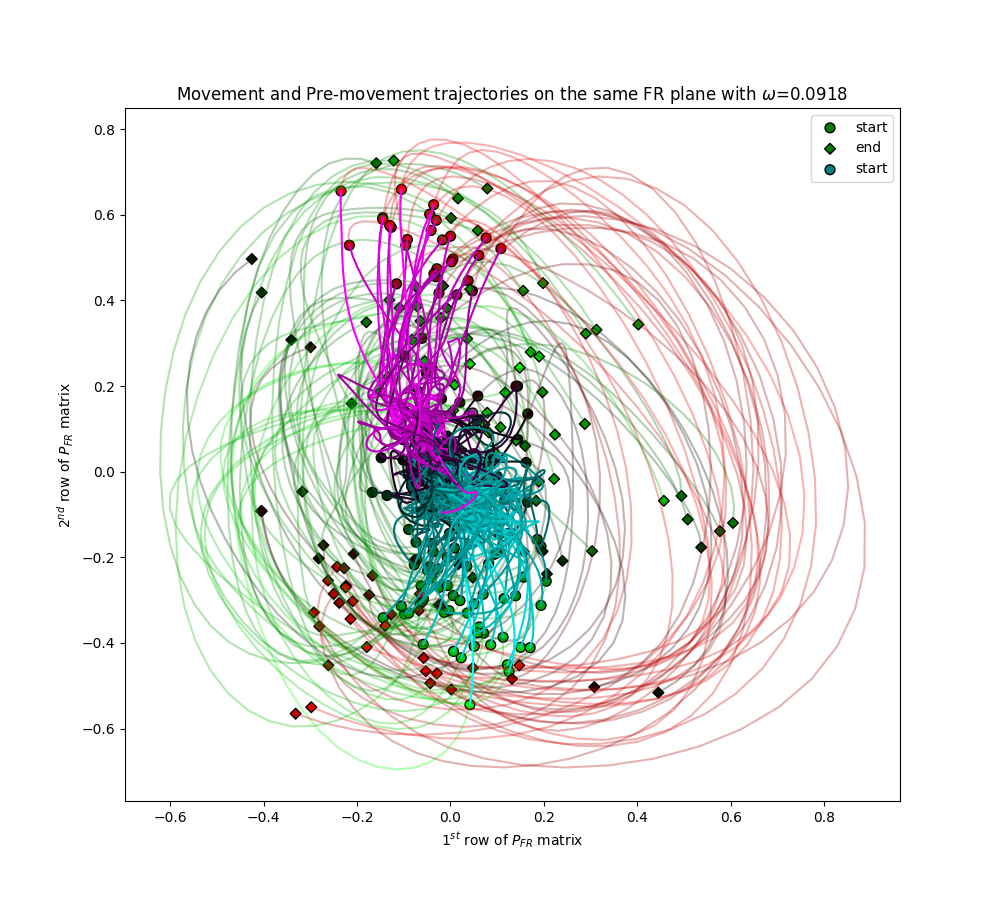 Movement and Pre-movement trajectories on the same FR plane with ω=0.0918
start
end
start
0.8
0.6
0.4
0.2
0.0
−0.2
−0.4
−0.6
2nd row of P_FR matrix
−0.6 −0.4 −0.2 0.0 0.2 0.4 0.6 0.8
1st row of P_FR matrix